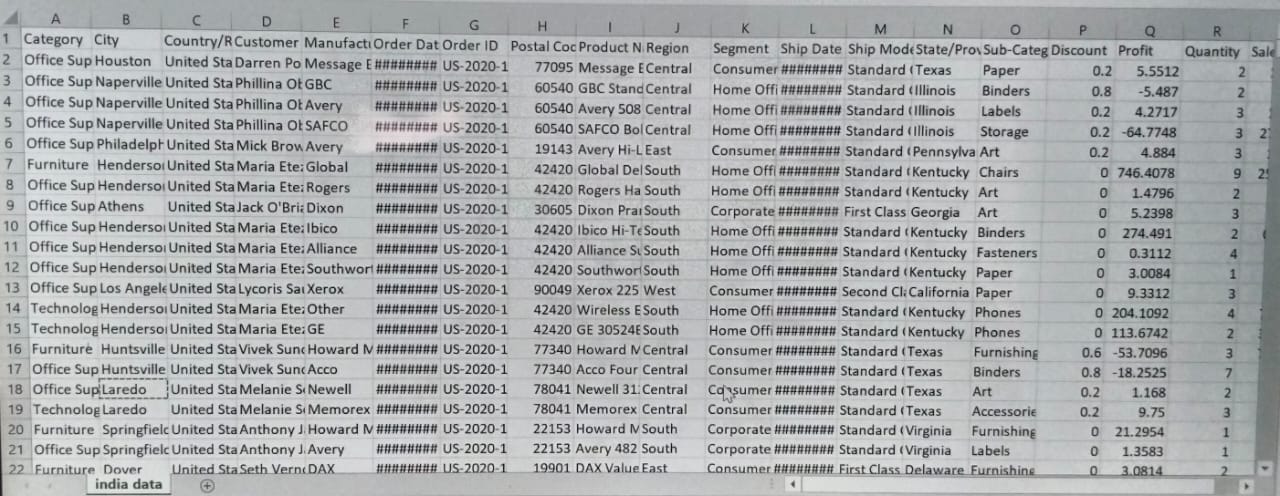 A B C D E F G H I J K L M N O P Q R
1 Category City Country/R Customer Manufactu Order Dat Order ID Postal Coc Product N Region Segment Ship Date Ship Mode State/Prov Sub-Categ Discount Profit Quantity Sale
2 Office Sup Houston United Sta Darren Po Message E ######## US-2020-1 77095 Message E Central Consumer ######## Standard ( Texas Paper 0.2 5.5512 2
3 Office Sup Naperville United Sta Phillina Ol GBC ######## US-2020-1 60540 GBC Stand Central Home Offi ######## Standard ( Illinois Binders 0.8 -5.487 2
4 Office Sup Naperville United Sta Phillina Ol Avery ######## US-2020-1 60540 Avery 508 Central Home Offi ######## Standard ( Illinois Labels 0.2 4.2717 3
5 Office Sup Naperville United Sta Phillina Ol SAFCO ######## US-2020-1 60540 SAFCO Bol Central Home Offi ######## Standard ( Illinois Storage 0.2 -64.7748 3 2
6 Office Sup Philadelph United Sta Mick Brow Avery ######## US-2020-1 19143 Avery Hi-L East Consumer ######## Standard ( Pennsylva Art 0.2 4.884 3
7 Furniture Henderso United Sta Maria Ete Global ######## US-2020-1 42420 Global Del South Home Offi ######## Standard ( Kentucky Chairs 0 746.4078 9 2
8 Office Sup Henderso United Sta Maria Ete Rogers ######## US-2020-1 42420 Rogers Ha South Home Offi ######## Standard ( Kentucky Art 0 1.4796 2
9 Office Sup Athens United Sta Jack O'Bri Dixon ######## US-2020-1 30605 Dixon Pra South Corporate ######## First Class Georgia Art 0 5.2398 3
10 Office Sup Henderso United Sta Maria Ete Ibico ######## US-2020-1 42420 Ibico Hi-Te South Home Offi ######## Standard ( Kentucky Binders 0 274.491 2
11 Office Sup Henderso United Sta Maria Ete Alliance ######## US-2020-1 42420 Alliance Su South Home Offi ######## Standard ( Kentucky Fasteners 0 0.3112 4
12 Office Sup Henderso United Sta Maria Ete Southwor ######## US-2020-1 42420 Southwor South Home Offi ######## Standard ( Kentucky Paper 0 3.0084 1
13 Office Sup Los Angele United Sta Lycoris Sa Xerox ######## US-2020-1 90049 Xerox 225 West Consumer ######## Second Cl California Paper 0 9.3312 3
14 Technolog Henderso United Sta Maria Ete Other ######## US-2020-1 42420 Wireless E South Home Offi ######## Standard ( Kentucky Phones 0 204.1092 4
15 Technolog Henderso United Sta Maria Ete GE ######## US-2020-1 42420 GE 30524E South Home Offi ######## Standard ( Kentucky Phones 0 113.6742 2
16 Furniture Huntsville United Sta Vivek Sun Howard M ######## US-2020-1 77340 Howard M Central Consumer ######## Standard ( Texas Furnishing 0.6 -53.7096 3
17 Office Sup Huntsville United Sta Vivek Sun Acco ######## US-2020-1 77340 Acco Four Central Consumer ######## Standard ( Texas Binders 0.8 -18.2525 7
18 Office Sup Laredo United Sta Melanie S Newell ######## US-2020-1 78041 Newell 31 Central Consumer ######## Standard ( Texas Art 0.2 1.168 2
19 Technolog Laredo United Sta Melanie S Memorex ######## US-2020-1 78041 Memorex Central Consumer ######## Standard ( Texas Accessorie 0.2 9.75 3
20 Furniture Springfield United Sta Anthony J Howard M ######## US-2020-1 22153 Howard M South Corporate ######## Standard ( Virginia Furnishing 0 21.2954 1
21 Office Sup Springfield United Sta Anthony J Avery ######## US-2020-1 22153 Avery 482 South Corporate ######## Standard ( Virginia Labels 0 1.3583 1
22 Furniture Dover United Sta Seth Vern DAX ######## US-2020-1 19901 DAX Value East Consumer ######## First Class Delaware Furnishing 0 3.0814 2
india data